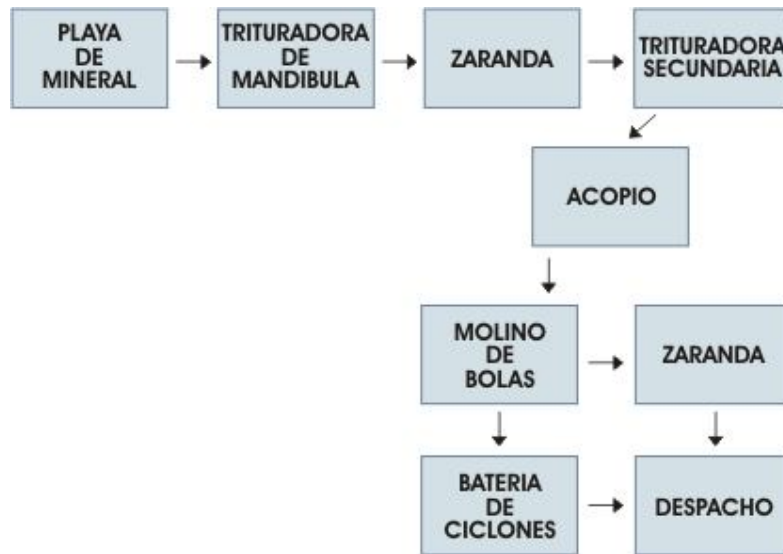 PLAYA
DE
MINERAL
TRITURADORA
DE
MANDIBULA
ZARANDA
TRITURADORA
SECUNDARIA
ACOPIO
MOLINO
DE
BOLAS
ZARANDA
BATERIA
DE
CICLONES
DESPACHO